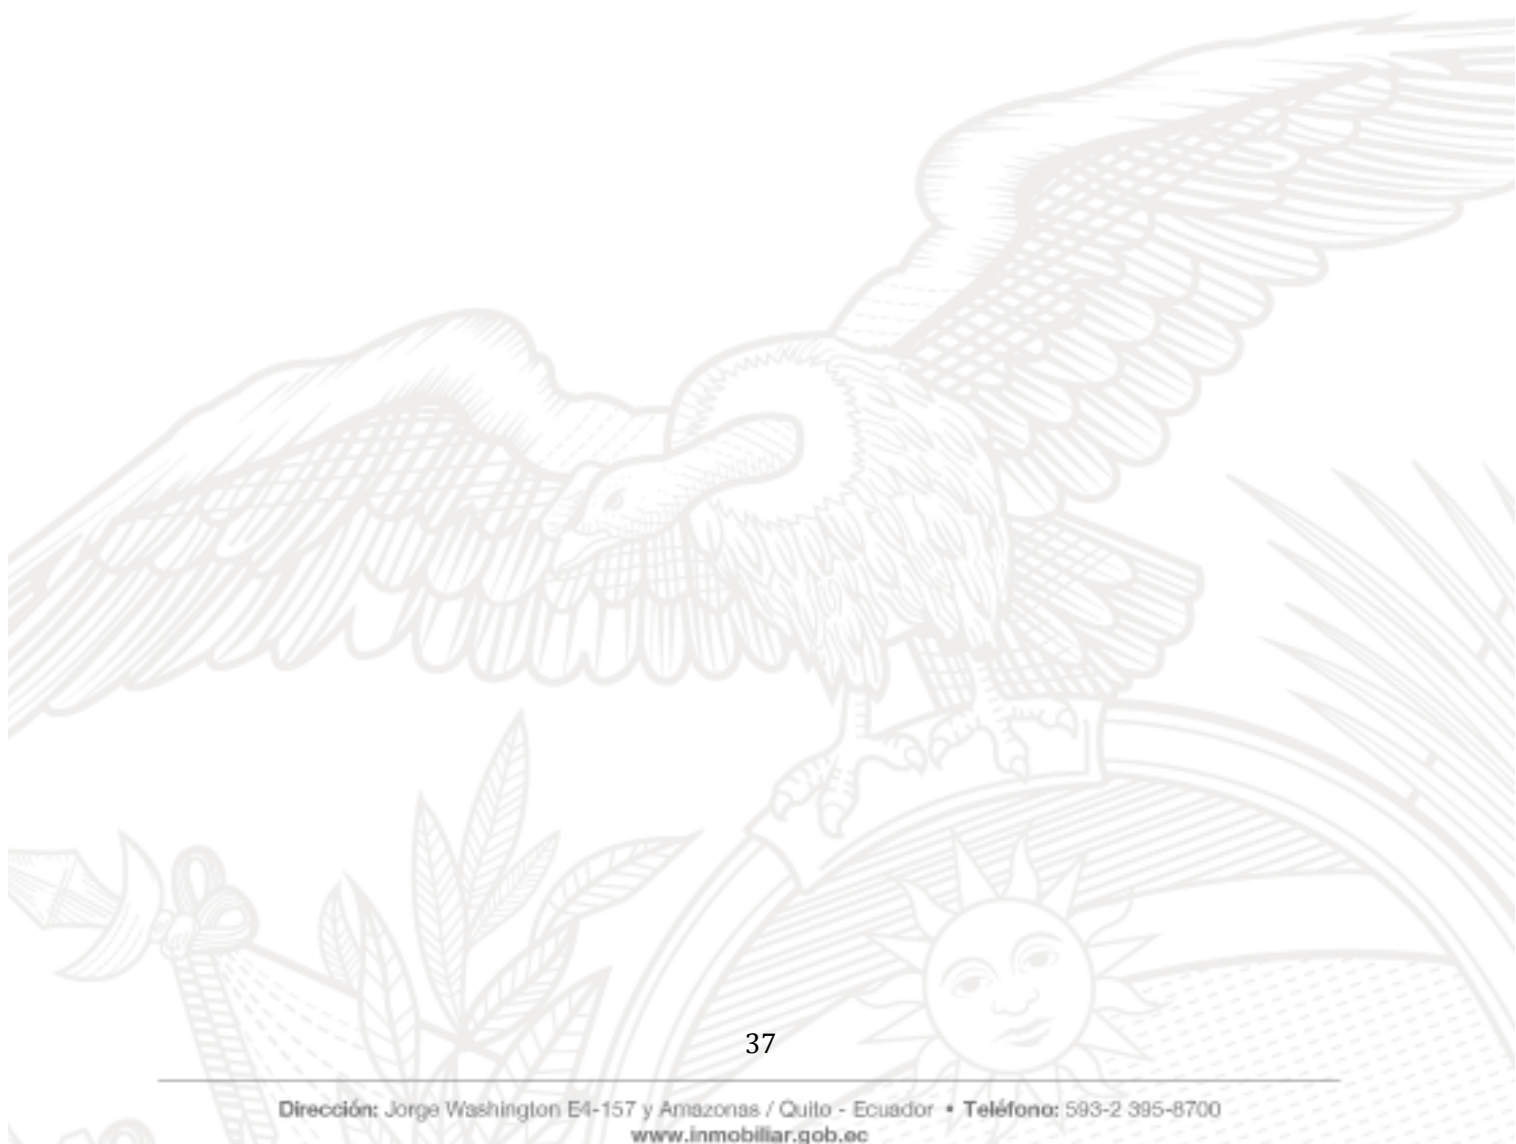 37
Dirección: Jorge Washington E4-157 y Amazonas / Quito - Ecuador • Teléfono: 593-2 395-8700
www.inmobiliar.gob.ec